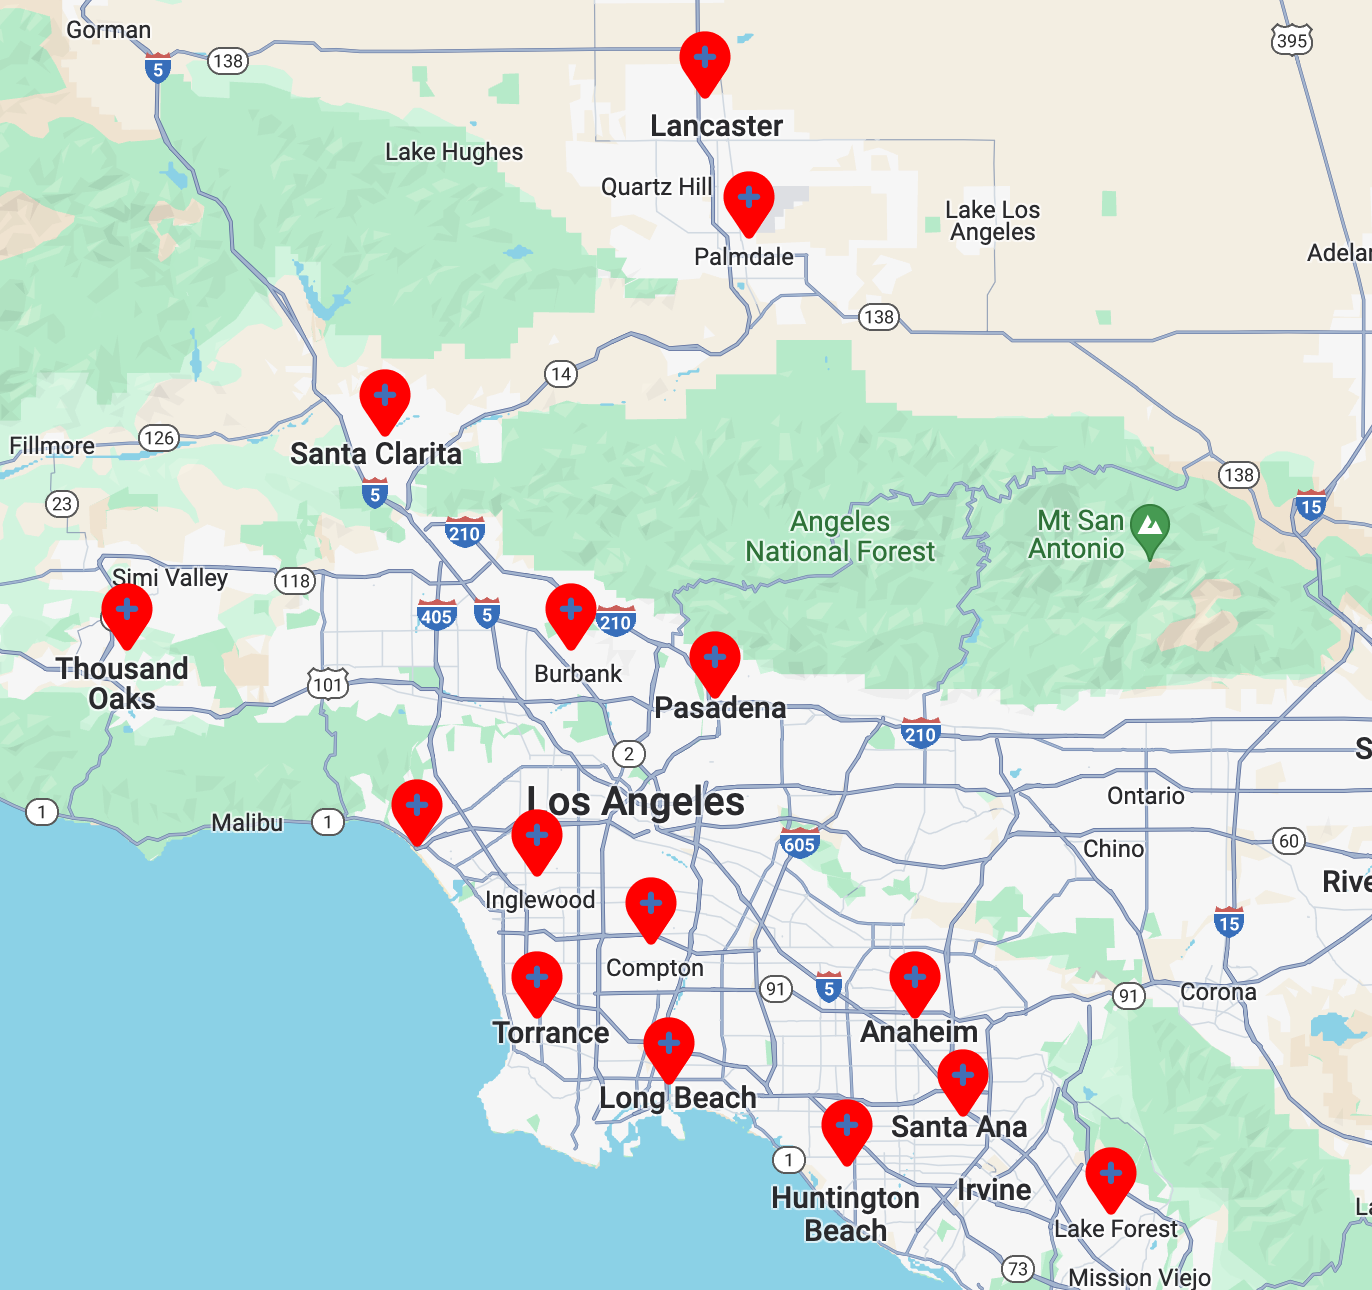 Gorman
138
5
395
Lancaster
Lake Hughes
Quartz Hill
Lake Los
Angeles
Palmdale
138
14
Santa Clarita
Fillmore
126
23
5
210
138
15
Angeles
National Forest
Mt San
Antonio
Simi Valley
118
405
5
210
Thousand
Oaks
Burbank
101
Pasadena
210
2
Los Angeles
Ontario
1
Malibu
1
605
Chino
60
Inglewood
15
Compton
91
5
91
Corona
Torrance
Anaheim
Long Beach
Santa Ana
1
Huntington
Beach
Irvine
Lake Forest
73
Mission Viejo